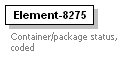 Element-8275
Container/package status,
coded